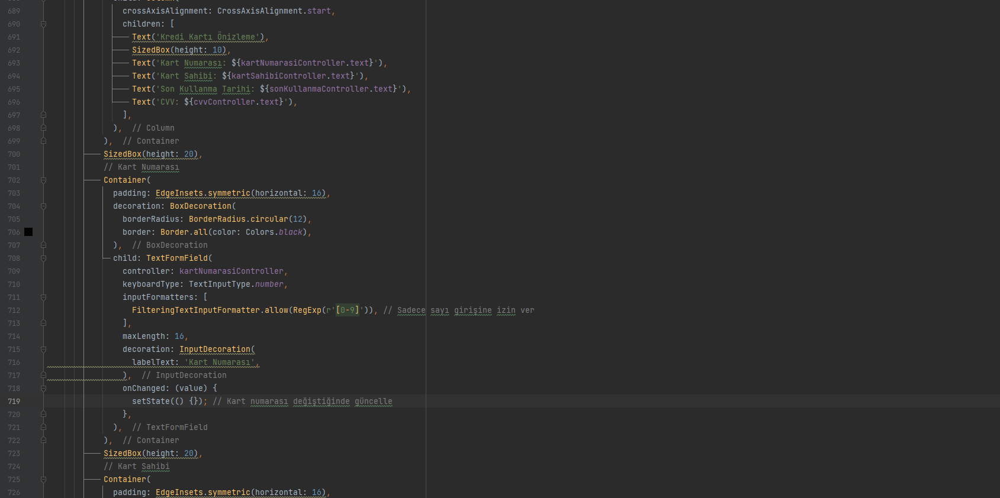 689 crossAxisAlignment: CrossAxisAlignment.start,
690 children: [
691 Text('Kredi Kartı Önizleme'),
692 SizedBox(height: 10),
693 Text('Kart Numarası: ${kartNumarasiController.text}'),
694 Text('Kart Sahibi: ${kartSahibiController.text}'),
695 Text('Son Kullanma Tarihi: ${sonKullanmaController.text}'),
696 Text('CVV: ${cvvController.text}'),
697 ],
698 ), // Column
699 ), // Container
700 SizedBox(height: 20),
701 // Kart Numarası
702 Container(
703 padding: EdgeInsets.symmetric(horizontal: 16),
704 decoration: BoxDecoration(
705 borderRadius: BorderRadius.circular(12),
706 border: Border.all(color: Colors.black),
707 ), // BoxDecoration
708 child: TextFormField(
709 controller: kartNumarasiController,
710 keyboardType: TextInputType.number,
711 inputFormatters: [
712 FilteringTextInputFormatter.allow(RegExp(r'[0-9]')), // Sadece sayı girişine izin ver
713 ],
714 maxLength: 16,
715 decoration: InputDecoration(
716 labelText: 'Kart Numarası',
717 ), // InputDecoration
718 onChanged: (value) {
719 setState(() {}); // Kart numarası değiştiğinde güncelle
720 },
721 ), // TextFormField
722 ), // Container
723 SizedBox(height: 20),
724 // Kart Sahibi
725 Container(
726 padding: EdgeInsets.symmetric(horizontal: 16),